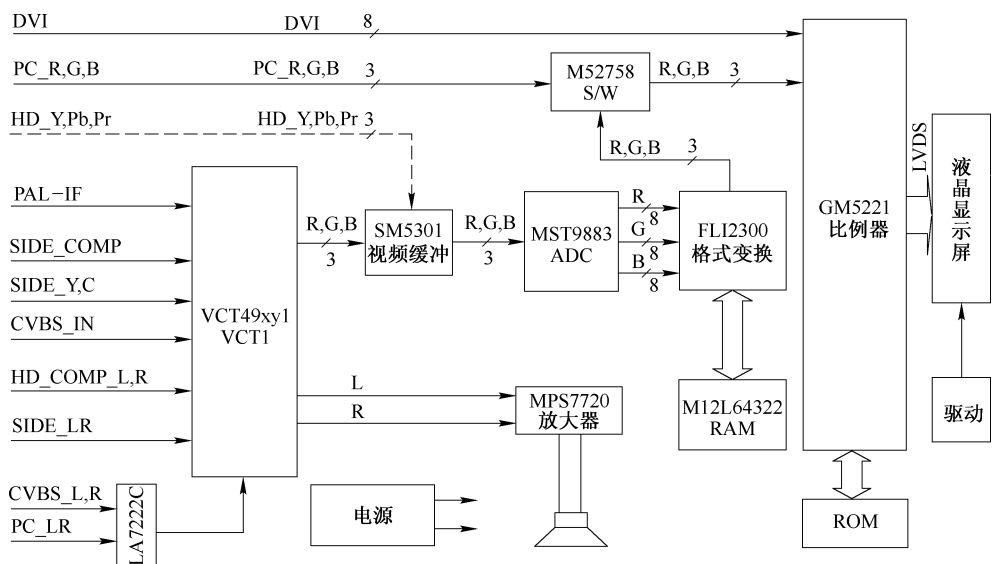 DVI
DVI
8
PC_R,G,B
PC_R,G,B
3
M52758
S/W
R,G,B
3
HD_Y,Pb,Pr
HD_Y,Pb,Pr
3
R,G,B
3
LVDS
液晶显示屏
PAL-IF
SIDE_COMP
SIDE_Y,C
CVBS_IN
HD_COMP_L,R
SIDE_LR
VCT49xy1
VCT1
R,G,B
3
SM5301
视频缓冲
R,G,B
3
MST9883
ADC
R
8
G
8
B
8
FLI2300
格式变换
GM5221
比例器
L
R
MPS7720
放大器
M12L64322
RAM
驱动
CVBS_L,R
PC_LR
LA7222C
电源
ROM